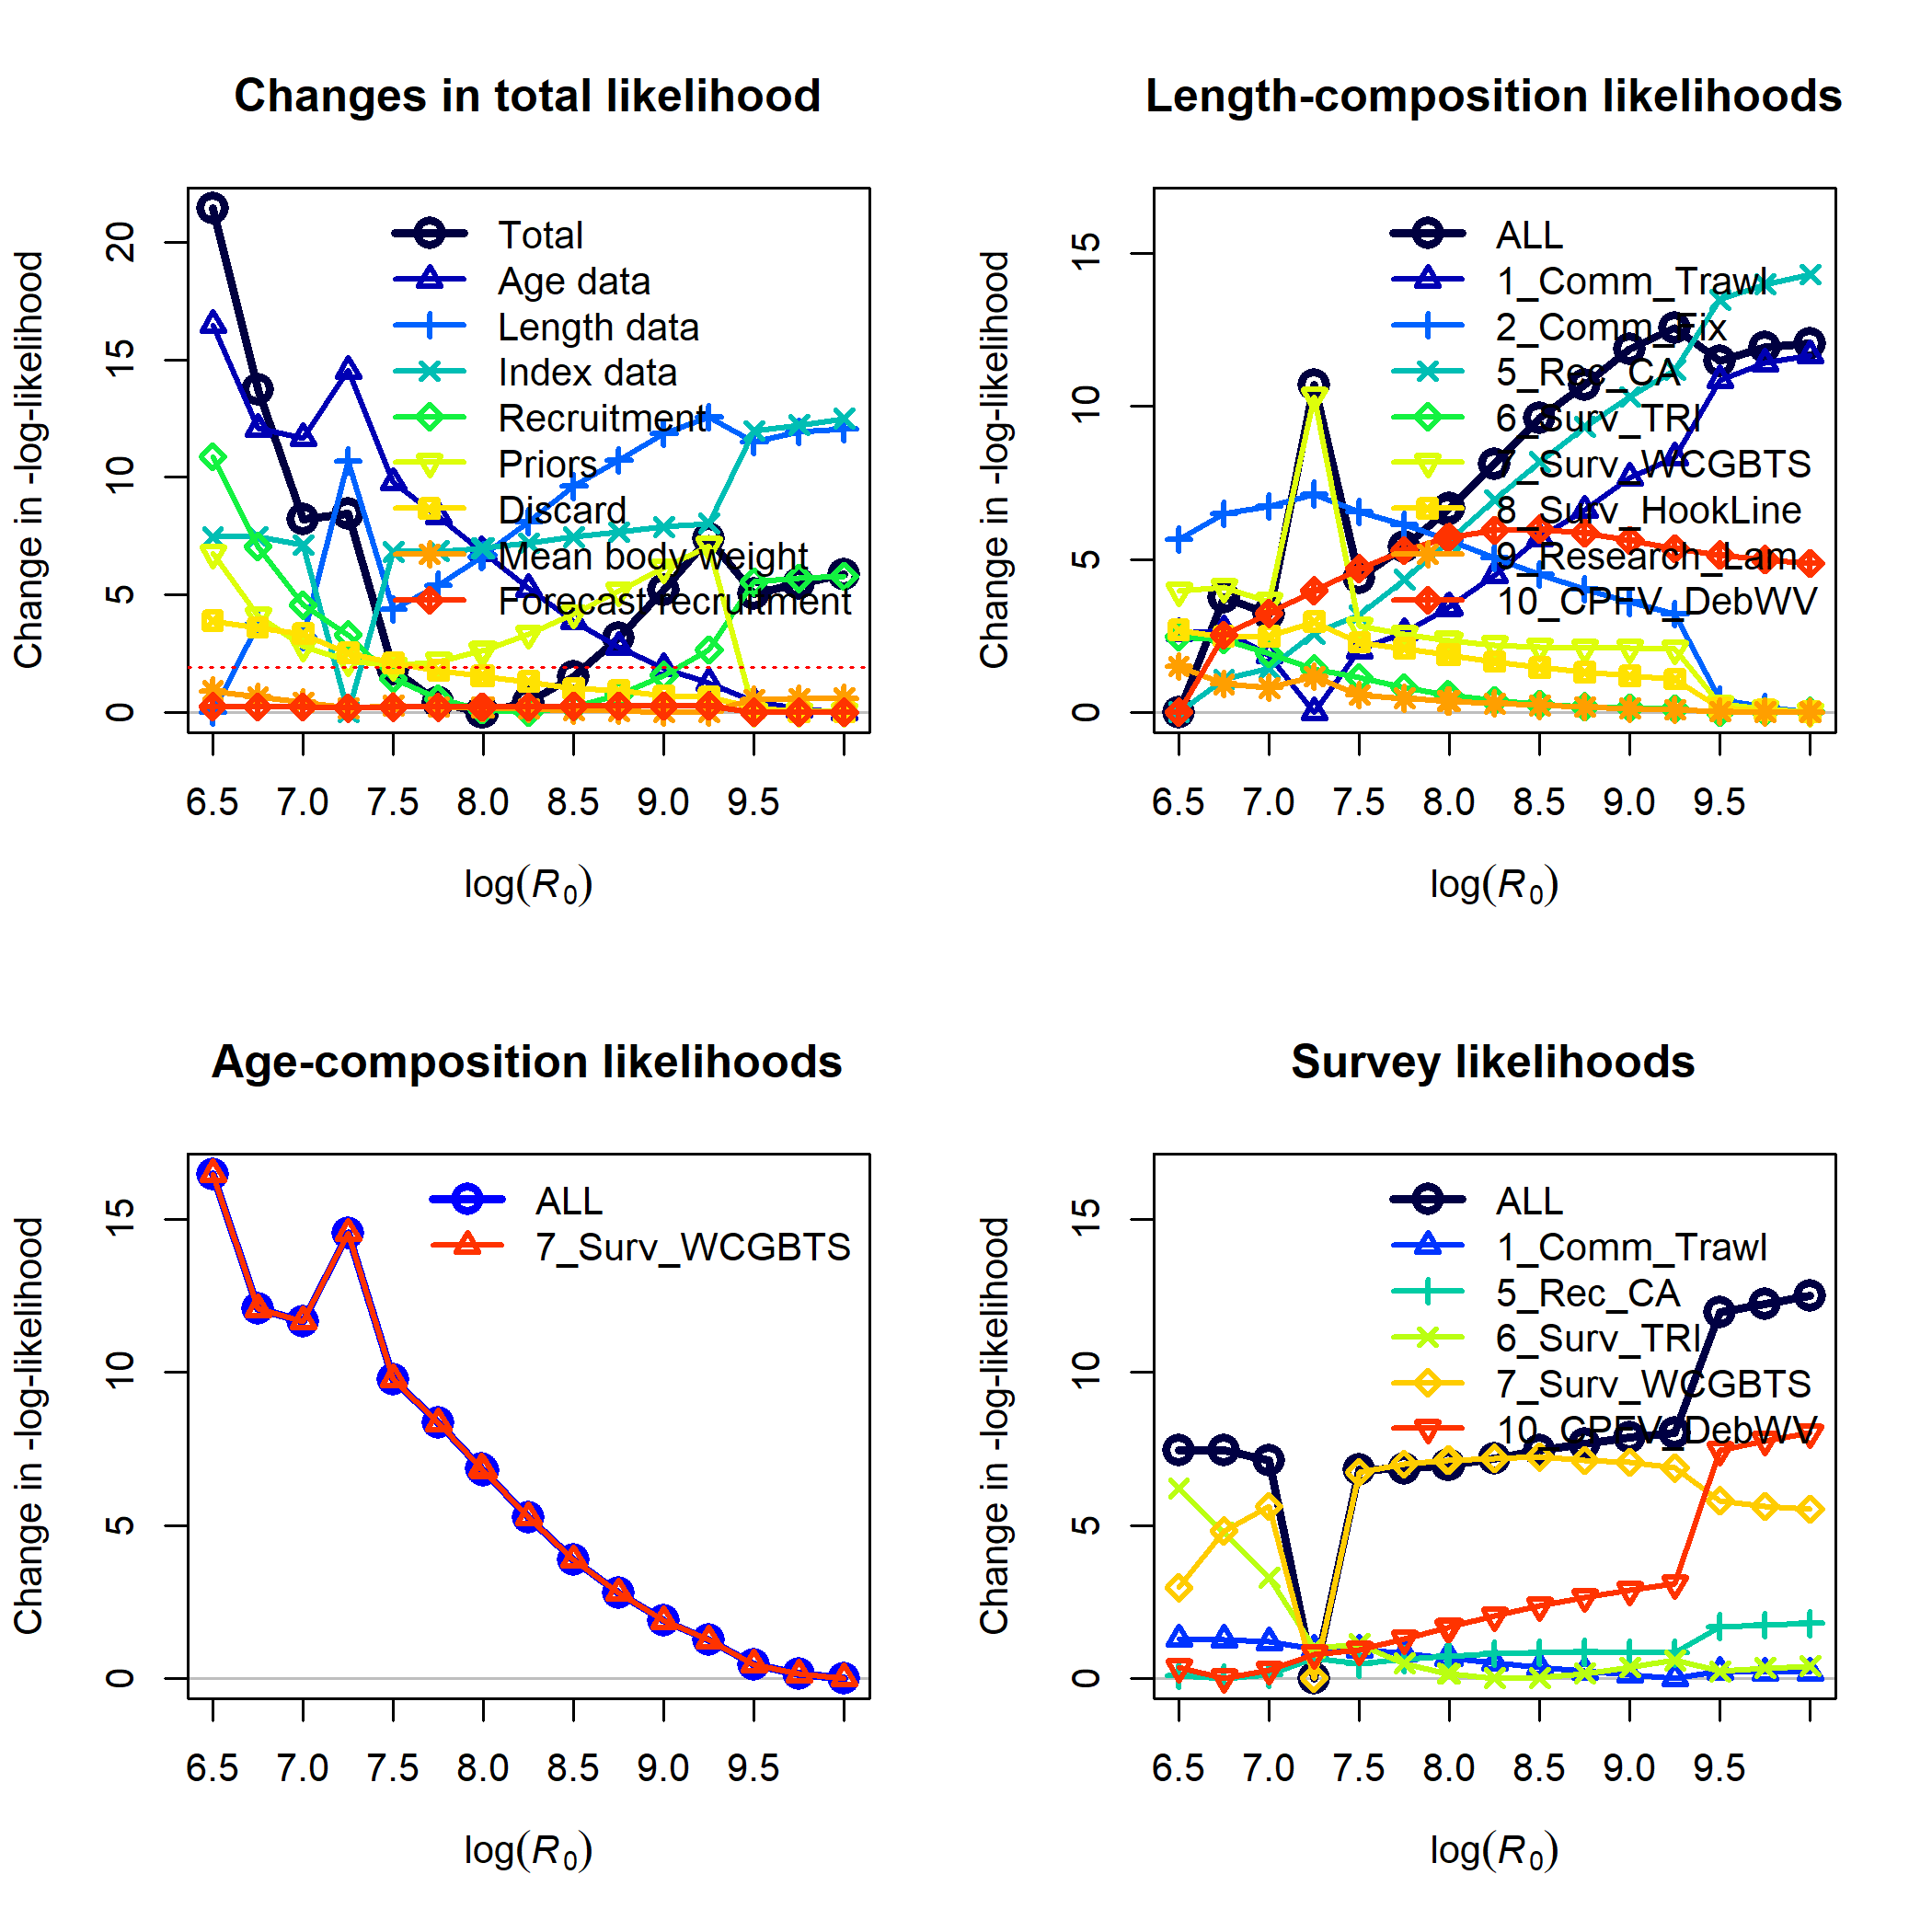 Changes in total likelihood
Change in -log-likelihood
0 5 10 15 20
Total
Age data
Length data
Index data
Recruitment
Priors
Discard
Mean body weight
Forecast recruitment
6.5 7.0 7.5 8.0 8.5 9.0 9.5
log(R0)
Length-composition likelihoods
Change in -log-likelihood
0 5 10 15
ALL
1_Comm_Trawl
2_Comm_Fix
5_Rec_CA
6_Surv_TRI
7_Surv_WCGBTS
8_Surv_HookLine
9_Research_Lam
10_CPFV_DebWV
6.5 7.0 7.5 8.0 8.5 9.0 9.5
log(R0)
Age-composition likelihoods
Change in -log-likelihood
0 5 10 15
ALL
7_Surv_WCGBTS
6.5 7.0 7.5 8.0 8.5 9.0 9.5
log(R0)
Survey likelihoods
Change in -log-likelihood
0 5 10 15
ALL
1_Comm_Trawl
5_Rec_CA
6_Surv_TRI
7_Surv_WCGBTS
10_CPFV_DebWV
6.5 7.0 7.5 8.0 8.5 9.0 9.5
log(R0)